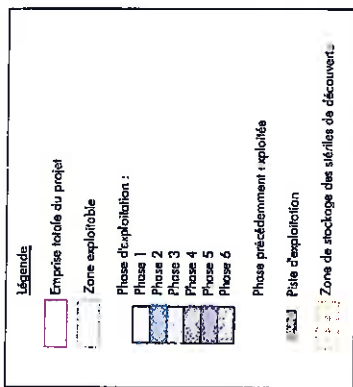 Légende
Emprise totale du projet
Zone exploitable
Phase d'exploitation :
Phase 1
Phase 2
Phase 3
Phase 4
Phase 5
Phase 6
Phase précédemment exploitée
Piste d'exploitation
Zone de stockage des stériles de découverte